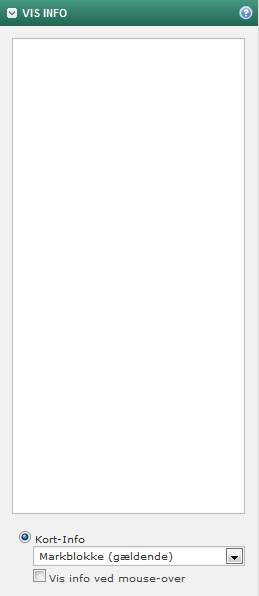 VIS INFO
?
Kort-Info
Markblokke (gældende)
Vis info ved mouse-over